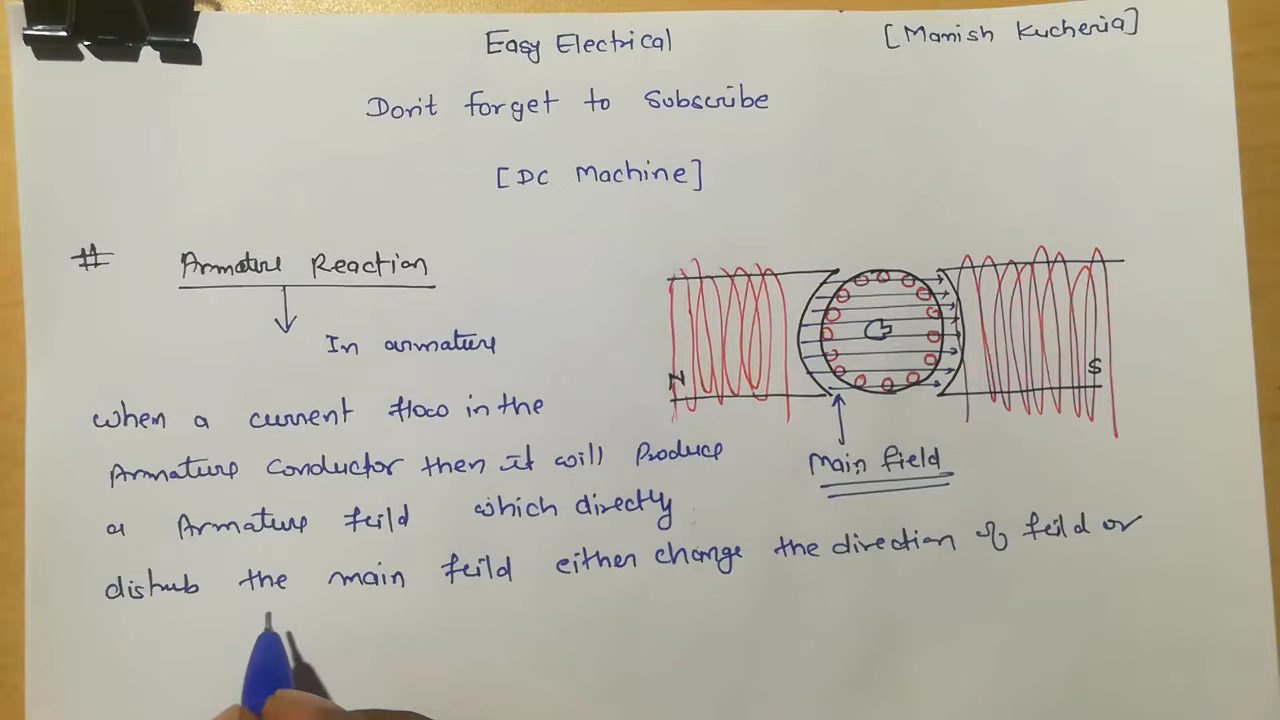 Easy Electrical
[Manish Kucheria]
Don't forget to Subscribe
[DC Machine]
# Armature Reaction
In armature
when a current flow in the
Armature conductor then it will Produce
a Armature feild which directly
disturb the main feild either change the direction of feild or
N
S
G
Main field